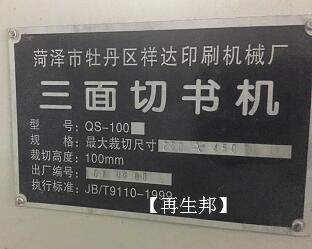 菏泽市牡丹区祥达印刷机械厂
三面切书机
型 号: QS-100
规 格: 最大裁切尺寸
裁切高度: 100mm
出厂编号:
执行标准: JB/T9110-1999
【再生邦】